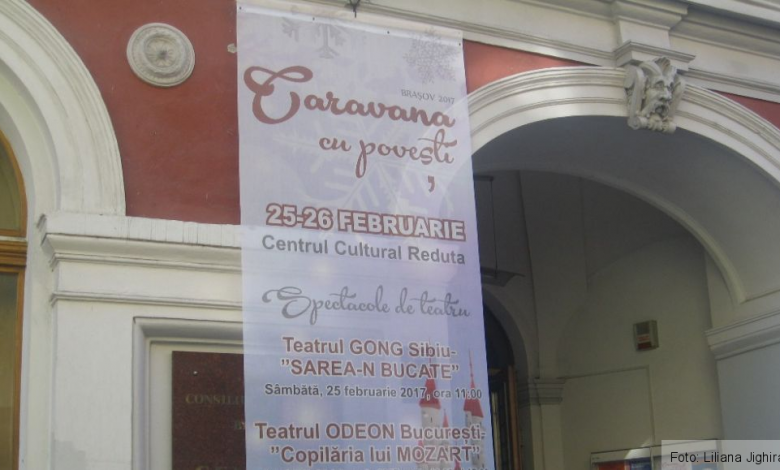 BRAȘOV 2017
Caravana
cu povești
25-26 FEBRUARIE
Centrul Cultural Reduta
Spectacole de teatru
Teatrul GONG Sibiu-
"SAREA-N BUCATE"
Sâmbătă, 25 februarie 2017, ora 11:00
Teatrul ODEON Bucureşti-
"Copilăria lui MOZART"
Foto: Liliana Jighira